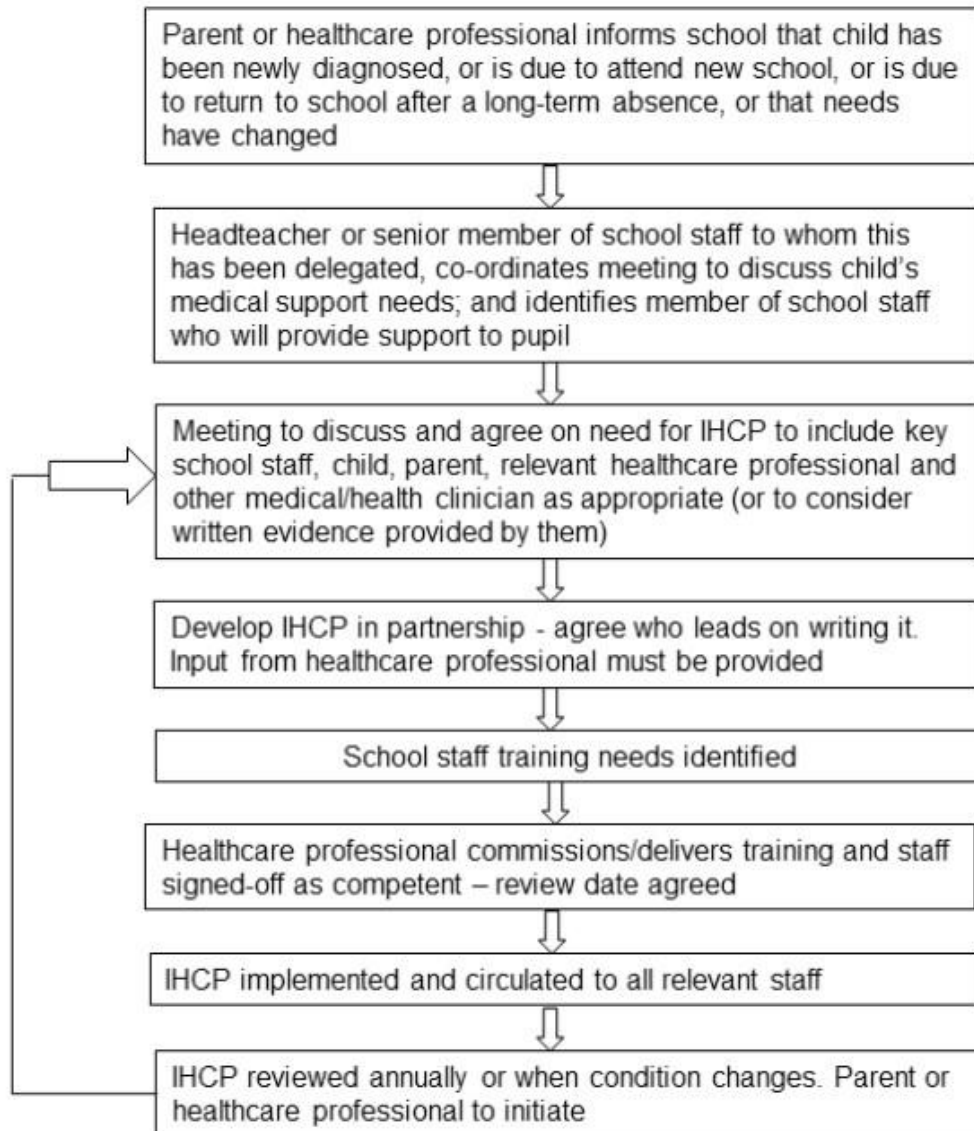 Parent or healthcare professional informs school that child has
been newly diagnosed, or is due to attend new school, or is due
to return to school after a long-term absence, or that needs
have changed
Headteacher or senior member of school staff to whom this
has been delegated, co-ordinates meeting to discuss child's
medical support needs; and identifies member of school staff
who will provide support to pupil
Meeting to discuss and agree on need for IHCP to include key
school staff, child, parent, relevant healthcare professional and
other medical/health clinician as appropriate (or to consider
written evidence provided by them)
Develop IHCP in partnership - agree who leads on writing it.
Input from healthcare professional must be provided
School staff training needs identified
Healthcare professional commissions/delivers training and staff
signed-off as competent – review date agreed
IHCP implemented and circulated to all relevant staff
IHCP reviewed annually or when condition changes. Parent or
healthcare professional to initiate